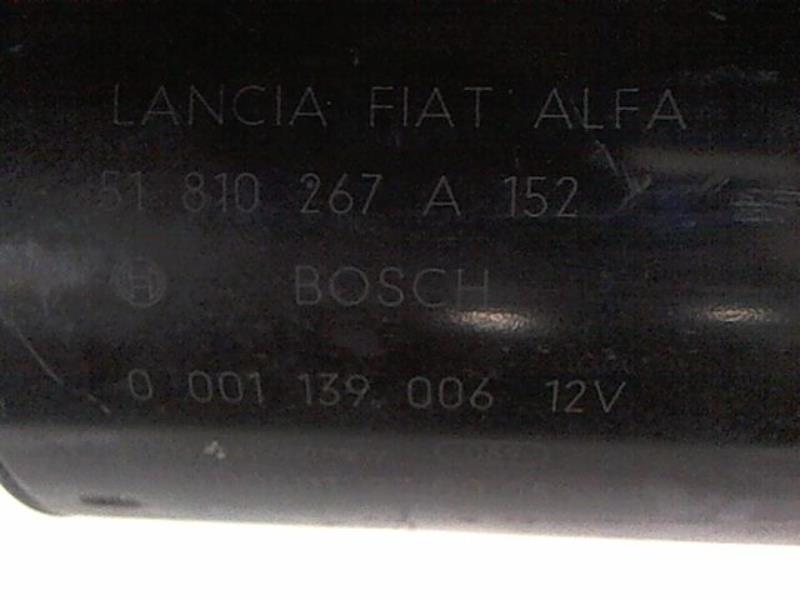 LANCIA FIAT ALFA
51 810 267 A 152
BOSCH
0 001 139 006 12V